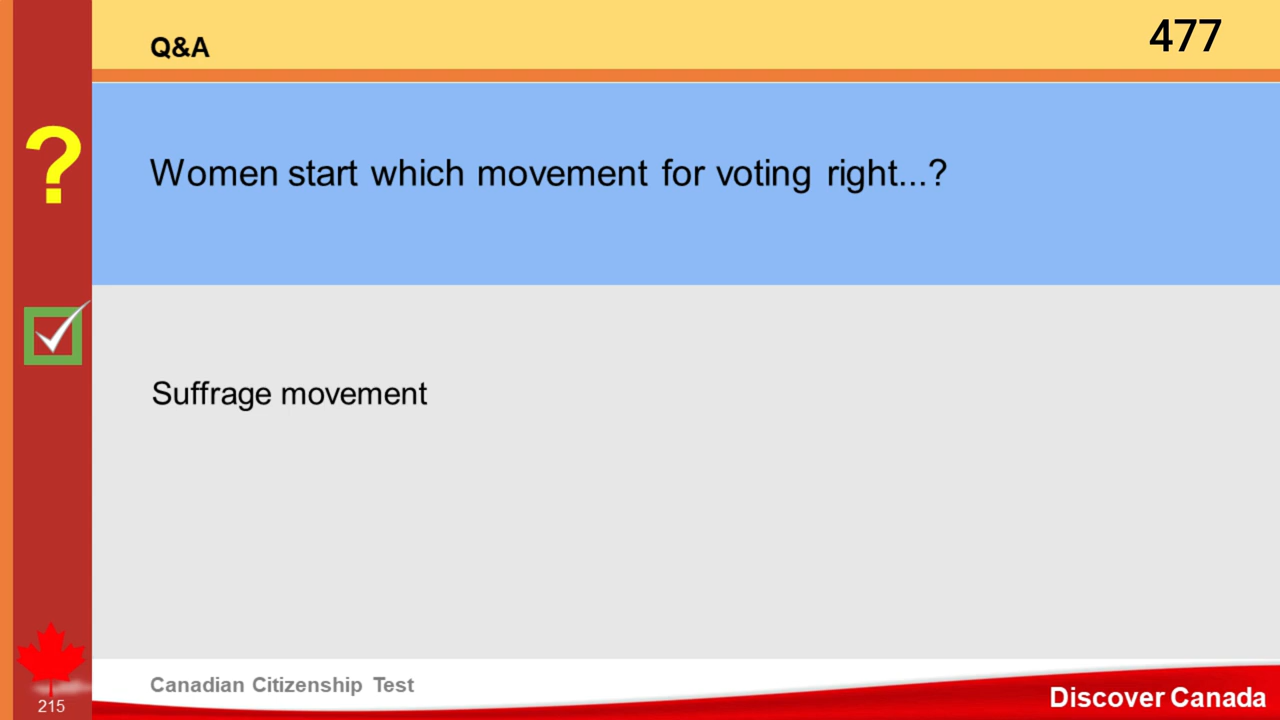 Q&A
477
?
Women start which movement for voting right...?
Suffrage movement
Canadian Citizenship Test
215
Discover Canada